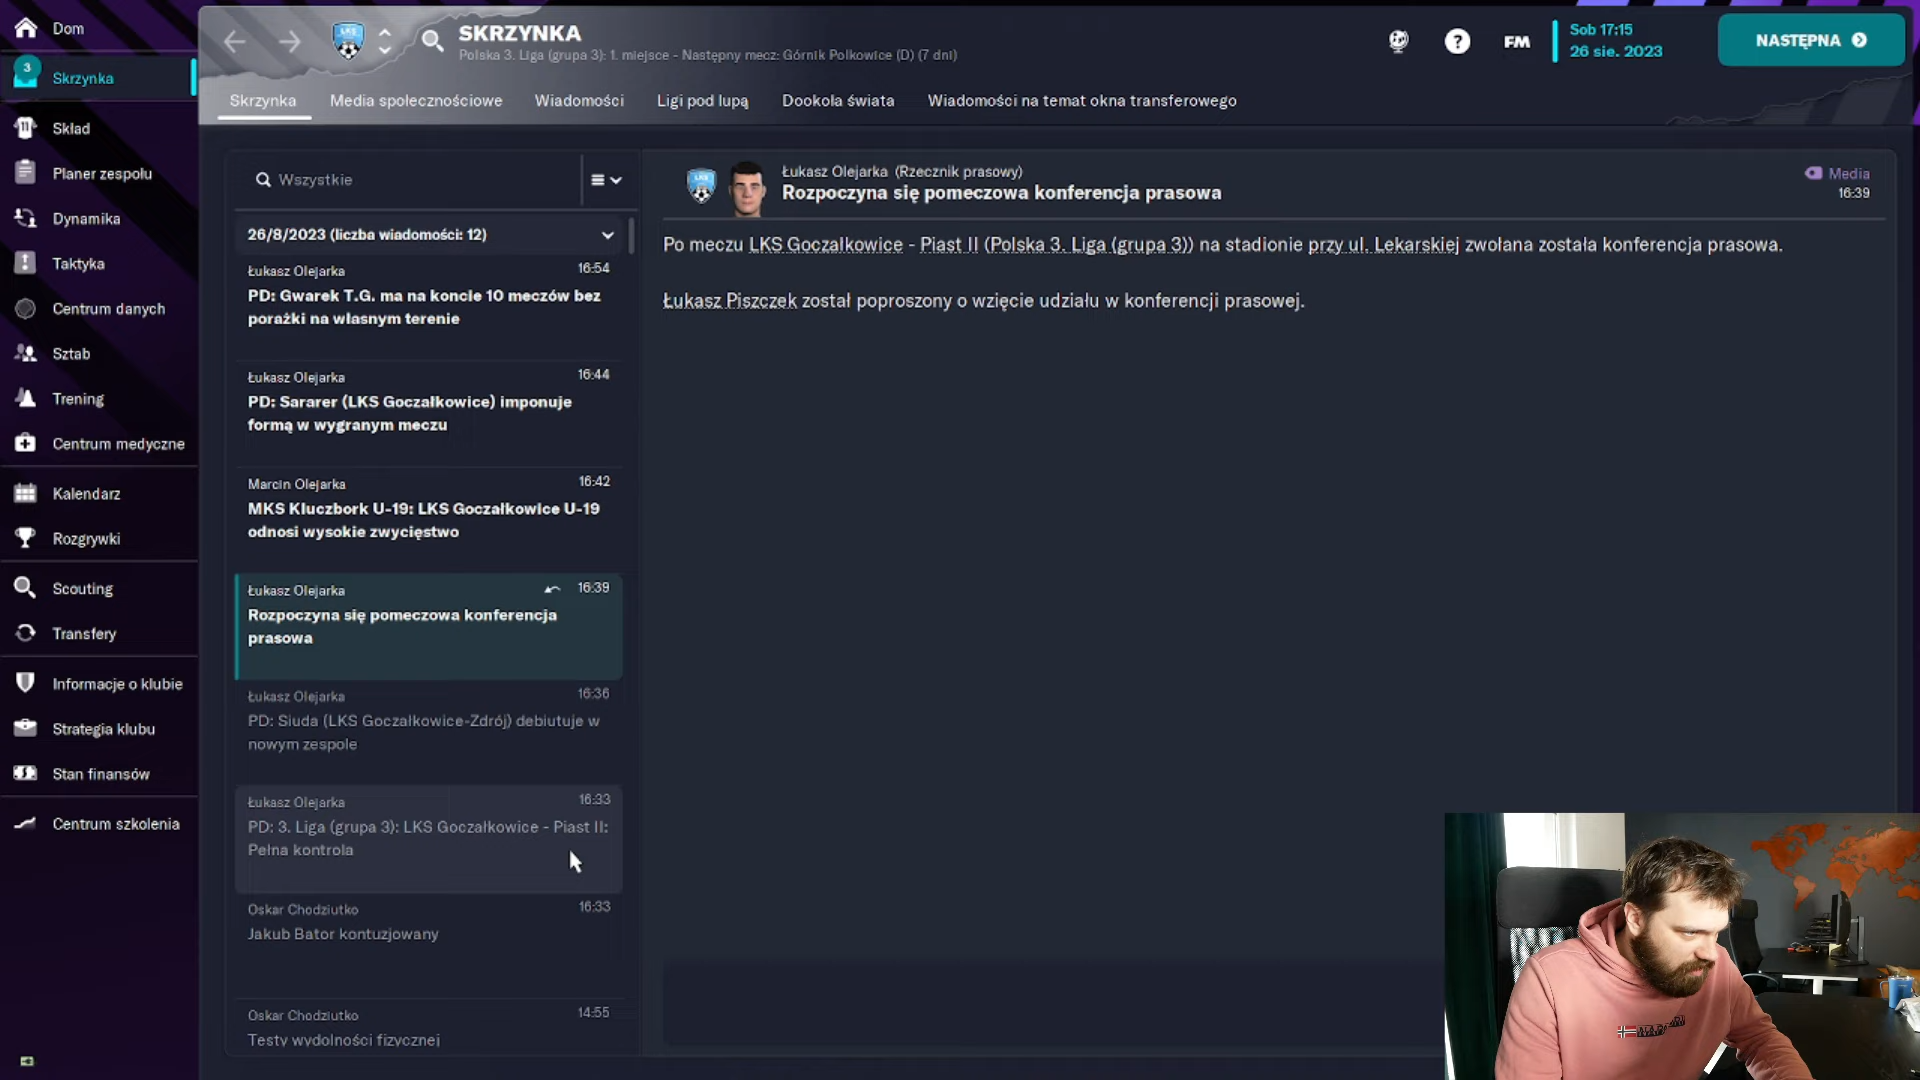 Dom
3
Skrzynka
Skład
Planer zespołu
Dynamika
Taktyka
Centrum danych
Sztab
Trening
Centrum medyczne
Kalendarz
Rozgrywki
Scouting
Transfery
Informacje o klubie
Strategia klubu
Stan finansów
Centrum szkolenia
LKS
SKRZYNKA
Polska 3. Liga (grupa 3): 1. miejsce - Następny mecz: Górnik Polkowice (D) (7 dni)
?
FM
Sob 17:15
26 sie. 2023
NASTĘPNA
Skrzynka
Media społecznościowe
Wiadomości
Ligi pod lupą
Dookoła świata
Wiadomości na temat okna transferowego
Wszystkie
26/8/2023 (liczba wiadomości: 12)
Łukasz Olejarka 16:54
PD: Gwarek T.G. ma na koncie 10 meczów bez
porażki na własnym terenie
Łukasz Olejarka 16:44
PD: Sararer (LKS Goczałkowice) imponuje
formą w wygranym meczu
Marcin Olejarka 16:42
MKS Kluczbork U-19: LKS Goczałkowice U-19
odnosi wysokie zwycięstwo
Łukasz Olejarka 16:39
Rozpoczyna się pomeczowa konferencja
prasowa
Łukasz Olejarka 16:36
PD: Siuda (LKS Goczałkowice-Zdrój) debiutuje w
nowym zespole
Łukasz Olejarka 16:33
PD: 3. Liga (grupa 3): LKS Goczałkowice - Piast II:
Pełna kontrola
Oskar Chodziutko 16:33
Jakub Bator kontuzjowany
Oskar Chodziutko 14:55
Testy wydolności fizycznej
Łukasz Olejarka (Rzecznik prasowy)
Rozpoczyna się pomeczowa konferencja prasowa
Media
16:39
Po meczu LKS Goczałkowice - Piast II (Polska 3. Liga (grupa 3)) na stadionie przy ul. Lekarskiej zwołana została konferencja prasowa.
Łukasz Piszczek został poproszony o wzięcie udziału w konferencji prasowej.